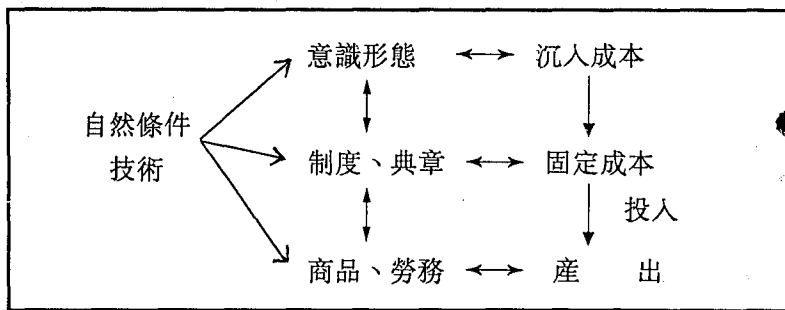 意識形態 沉入成本
自然條件
技術
制度、典章 固定成本
投入
商品、勞務 産 出